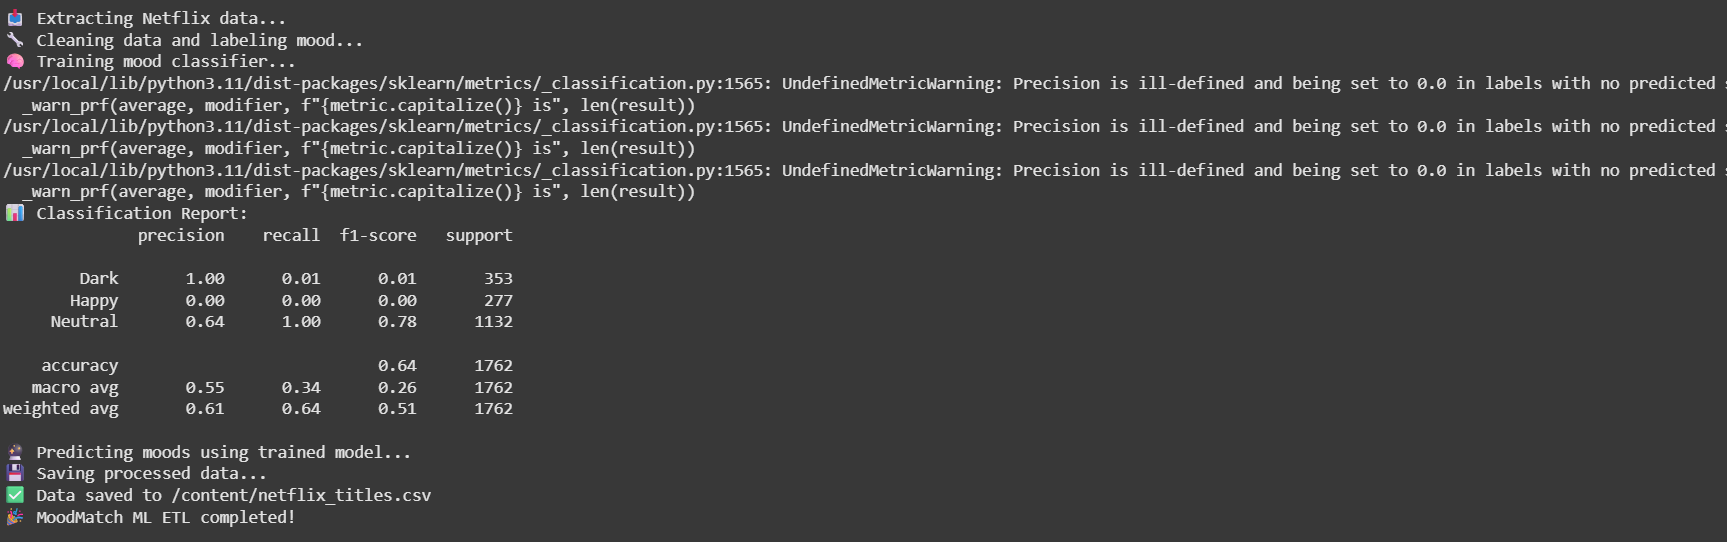 Extracting Netflix data...
Cleaning data and labeling mood...
Training mood classifier...
/usr/local/lib/python3.11/dist-packages/sklearn/metrics/_classification.py:1565: UndefinedMetricWarning: Precision is ill-defined and being set to 0.0 in labels with no predicted
_warn_prf(average, modifier, f"{metric.capitalize()} is", len(result))
/usr/local/lib/python3.11/dist-packages/sklearn/metrics/_classification.py:1565: UndefinedMetricWarning: Precision is ill-defined and being set to 0.0 in labels with no predicted
_warn_prf(average, modifier, f"{metric.capitalize()} is", len(result))
/usr/local/lib/python3.11/dist-packages/sklearn/metrics/_classification.py:1565: UndefinedMetricWarning: Precision is ill-defined and being set to 0.0 in labels with no predicted
_warn_prf(average, modifier, f"{metric.capitalize()} is", len(result))
Classification Report:
precision recall f1-score support
Dark 1.00 0.01 0.01 353
Happy 0.00 0.00 0.00 277
Neutral 0.64 1.00 0.78 1132
accuracy 0.64 1762
macro avg 0.55 0.34 0.26 1762
weighted avg 0.61 0.64 0.51 1762
Predicting moods using trained model...
Saving processed data...
Data saved to /content/netflix_titles.csv
MoodMatch ML ETL completed!